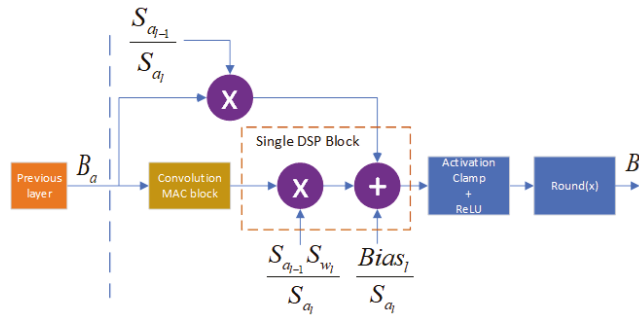 S_{a_{l-1}}
S_{a_l}
X
Single DSP Block
B_a
B
Previous
layer
Convolution
MAC block
X
+
Activation
Clamp
+
ReLU
Round(x)
S_{a_{l-1}} S_{w_l}
S_{a_l}
Bias_l
S_{a_l}